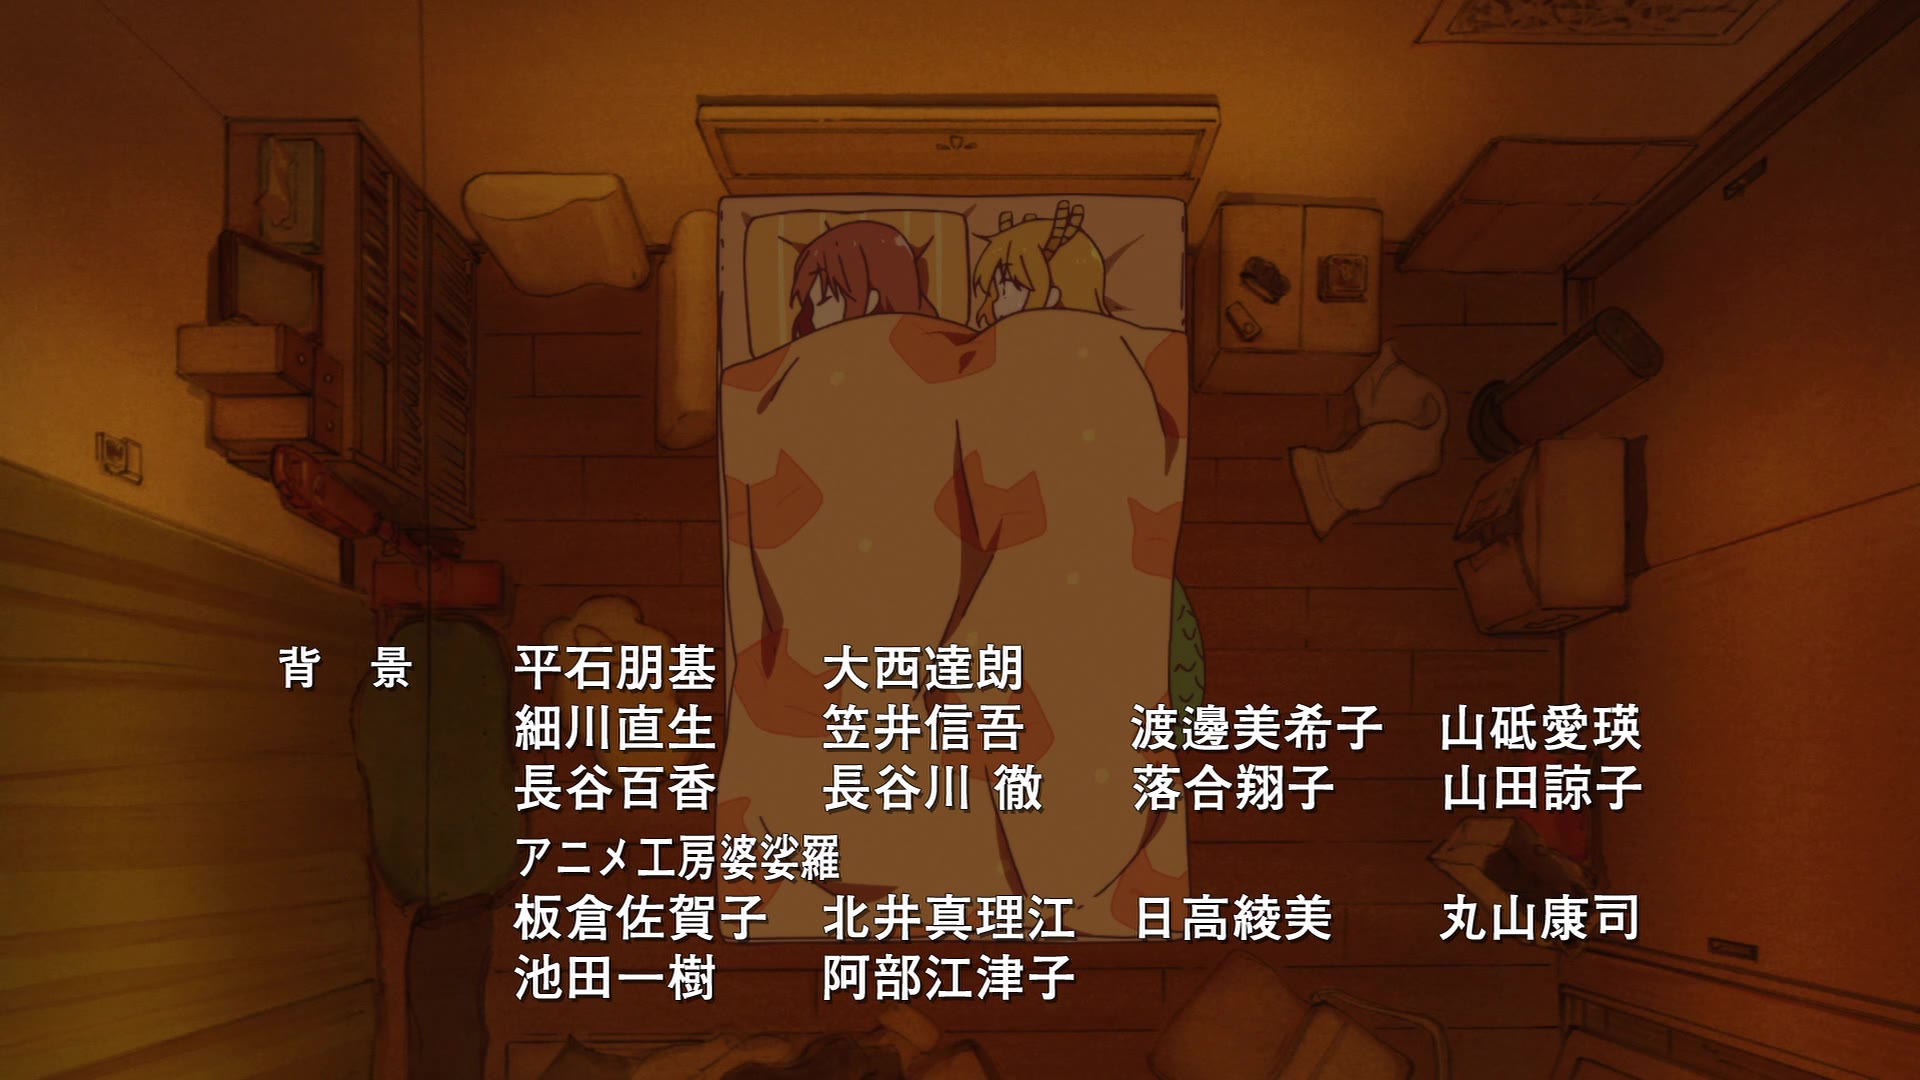 背 景 平石朋基 大西達朗
細川直生 笠井信吾 渡邊美希子 山砥愛瑛
長谷百香 長谷川 徹 落合翔子 山田諒子
アニメ工房婆娑羅
板倉佐賀子 北井真理江 日高綾美 丸山康司
池田一樹 阿部江津子